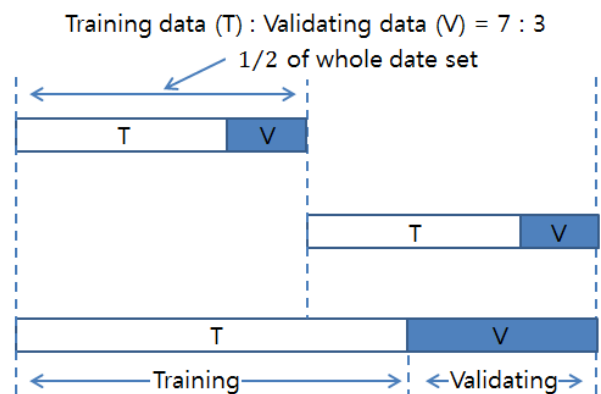 Training data (T) : Validating data (V) = 7 : 3
1/2 of whole date set
T V
T V
T V
Training Validating